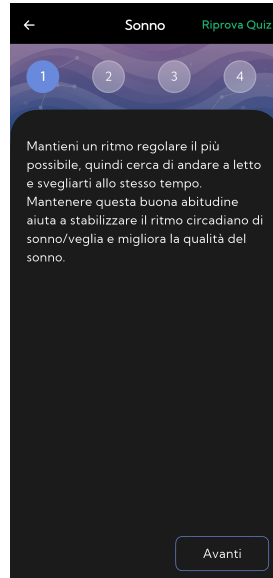 Sonno
Riprova Quiz
1
2
3
4
Mantieni un ritmo regolare il più
possibile, quindi cerca di andare a letto
e svegliarti allo stesso tempo.
Mantenere questa buona abitudine
aiuta a stabilizzare il ritmo circadiano di
sonno/veglia e migliora la qualità del
sonno.
Avanti